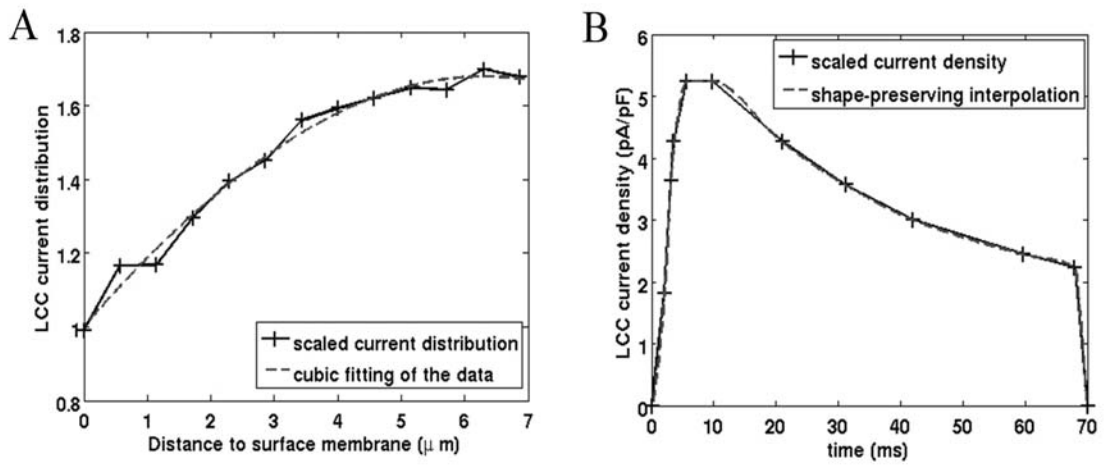 A
LCC current distribution
1.8
1.6
1.4
1.2
1
0.8
0 1 2 3 4 5 6 7
Distance to surface membrane (μ m)
scaled current distribution
cubic fitting of the data
B
LCC current density (pA/pF)
6
5
4
3
2
1
0
0 10 20 30 40 50 60 70
time (ms)
scaled current density
shape-preserving interpolation